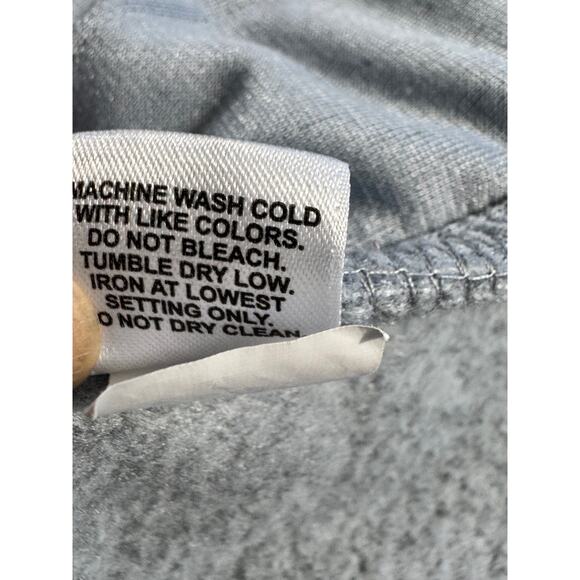 MACHINE WASH COLD
WITH LIKE COLORS.
DO NOT BLEACH.
TUMBLE DRY LOW.
IRON AT LOWEST
SETTING ONLY.
DO NOT DRY CLEAN